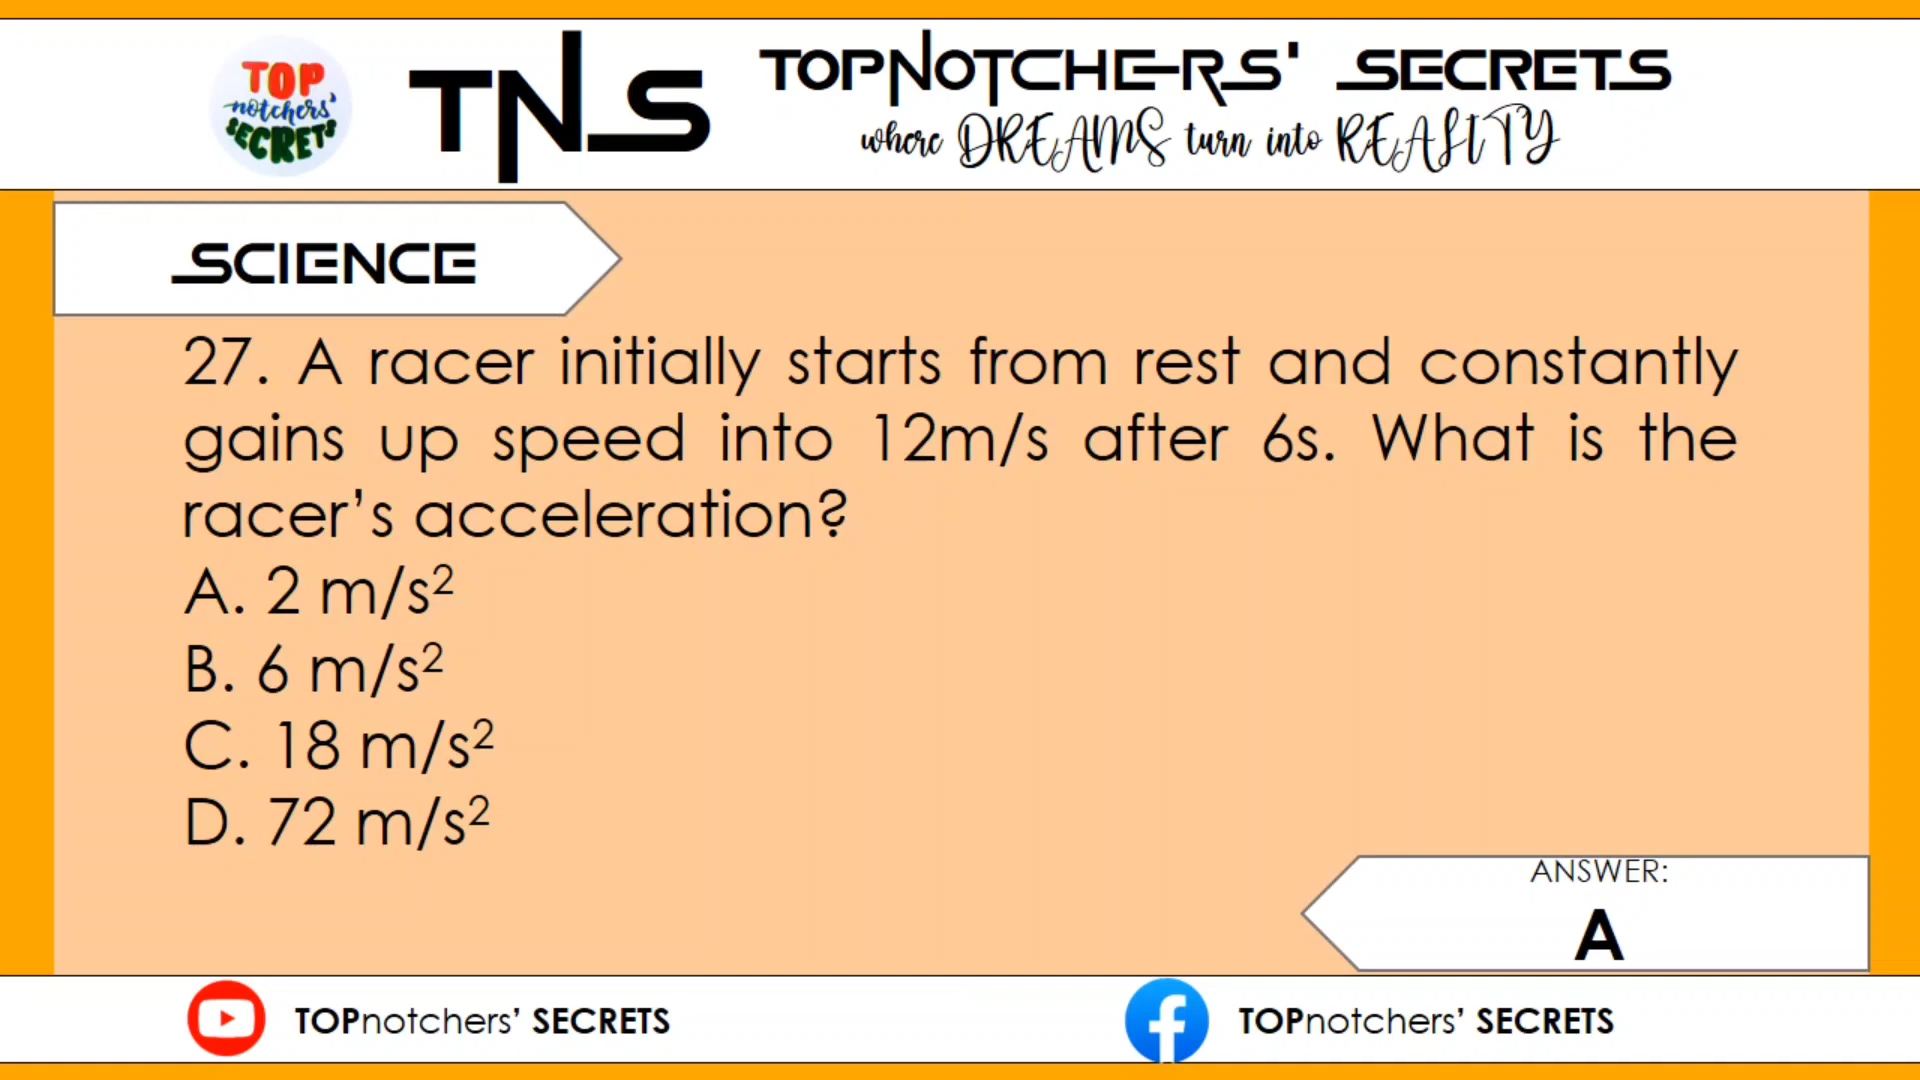 TOP
notchers'
SECRETS
TNS
TOPNOTCHERS' SECRETS
where DREAMS turn into REALITY
SCIENCE
27. A racer initially starts from rest and constantly
gains up speed into 12m/s after 6s. What is the
racer’s acceleration?
A. 2 m/s²
B. 6 m/s²
C. 18 m/s²
D. 72 m/s²
ANSWER:
A
TOPnotchers’ SECRETS
TOPnotchers’ SECRETS